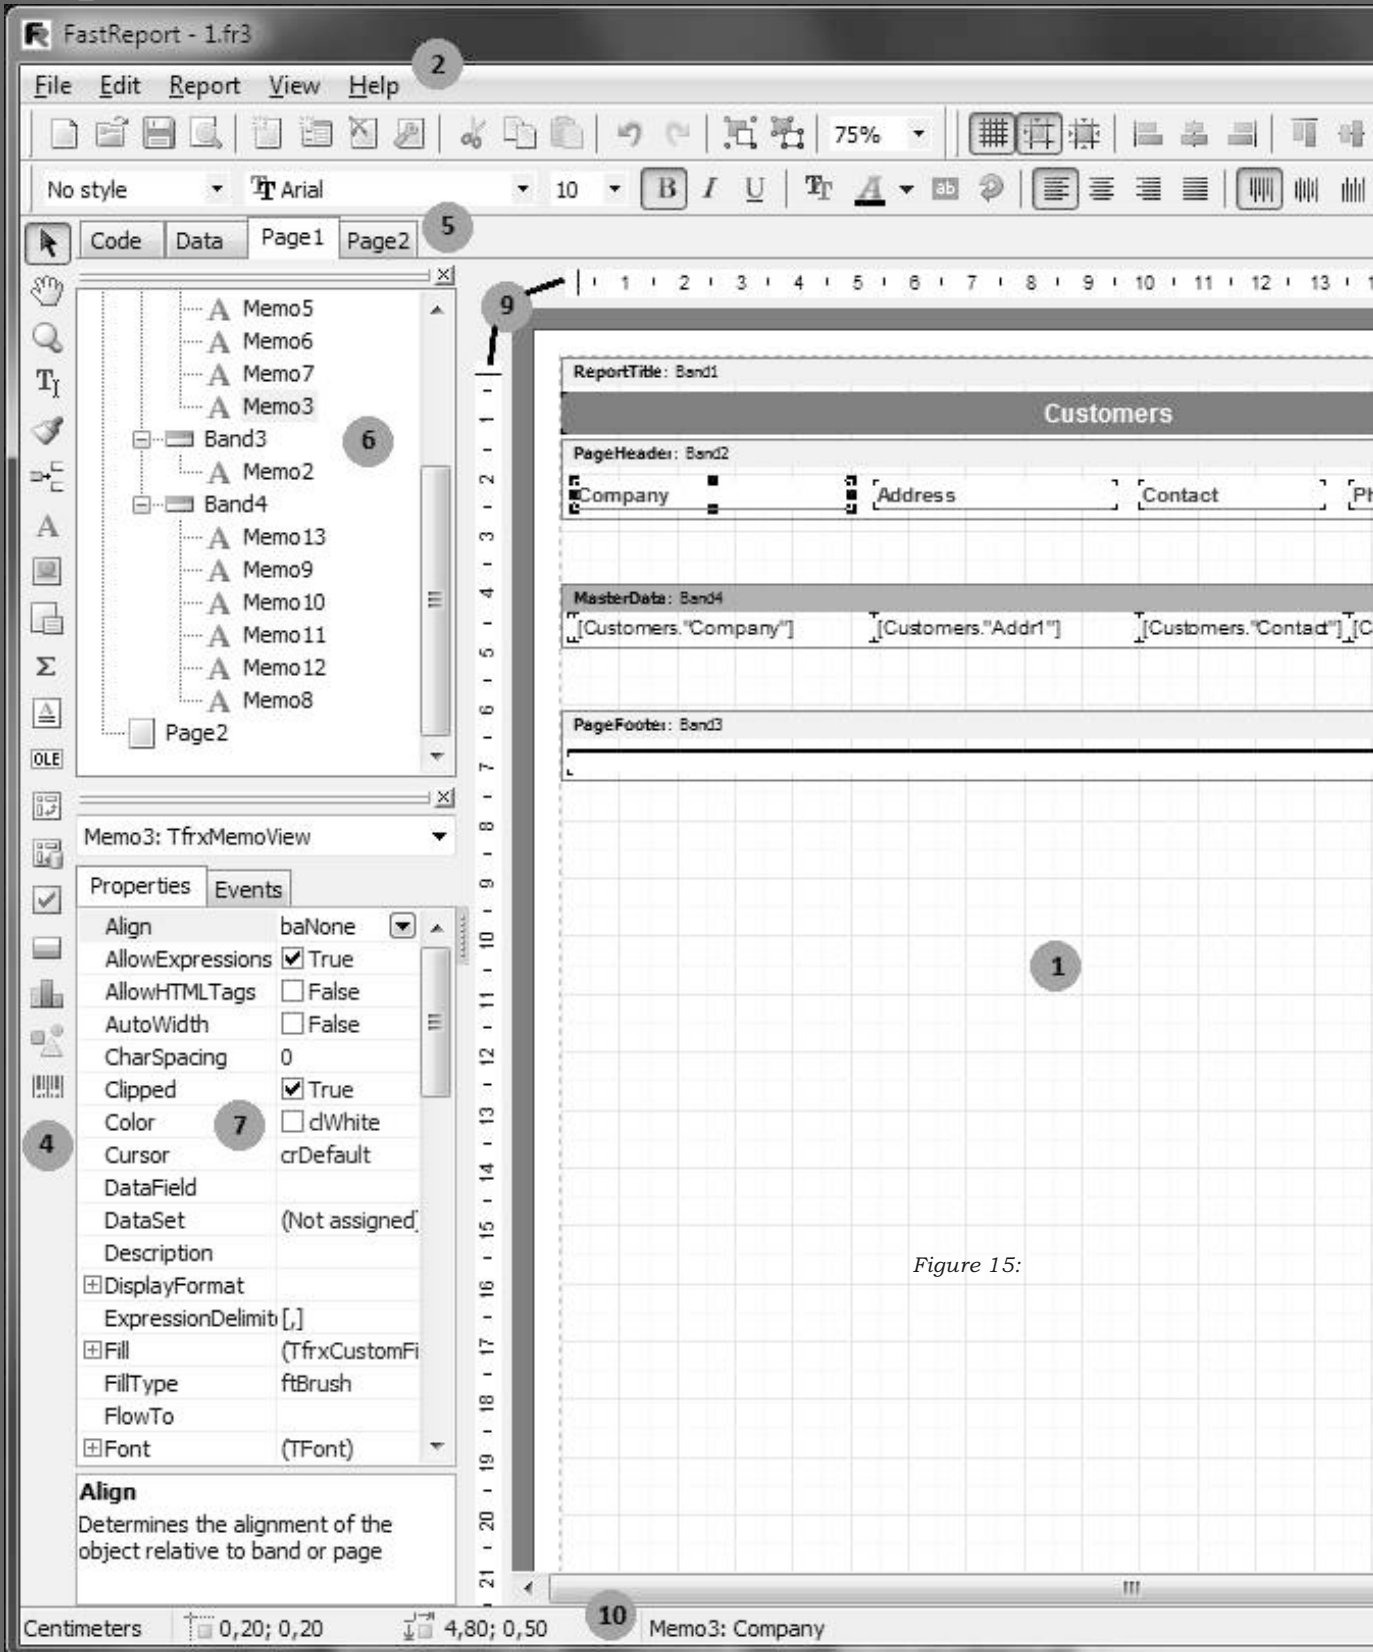 FastReport - 1.fr3
2
File Edit Report View Help
75%
No style Arial 10 B I U
Code Data Page1 Page2 5
9
1 2 3 4 5 6 7 8 9 10 11 12 13
Memo5
Memo6
Memo7
Memo3
Band3 6
Memo2
Band4
Memo13
Memo9
Memo10
Memo11
Memo12
Memo8
Page2
OLE
Memo3: TfrxMemoView
Properties Events
Align baNone
AllowExpressions True
AllowHTMLTags False
AutoWidth False
CharSpacing 0
Clipped True
Color 7 clWhite
4
Cursor crDefault
DataField
DataSet (Not assigned)
Description
DisplayFormat
ExpressionDelimit [,]
Fill (TfrxCustomFi
FillType ftBrush
FlowTo
Font (TFont)
Align
Determines the alignment of the
object relative to band or page
1 2 3 4 5 6 7 8 9 10 11 12 13 14 15 16 17 18 19 20 21
ReportTitle: Band1
Customers
PageHeader: Band2
Company Address Contact Ph
MasterData: Band4
[Customers."Company"] [Customers."Addr1"] [Customers."Contact"] [C
PageFooter: Band3
1
Figure 15:
Centimeters 0,20; 0,20 4,80; 0,50 10 Memo3: Company